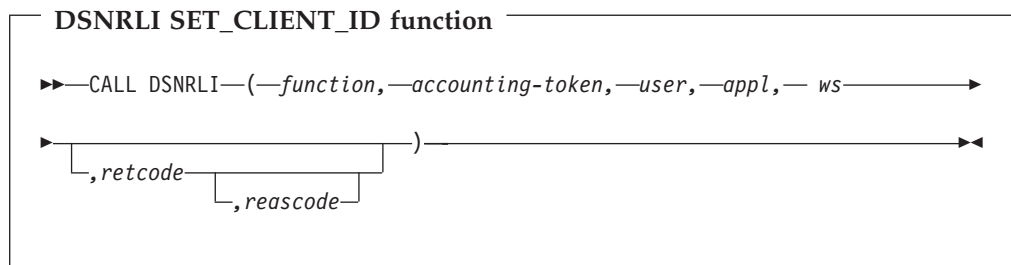 DSNRLI SET_CLIENT_ID function
CALL DSNRLI ( function, accounting-token, user, appl, ws
)
,retcode
,reascode